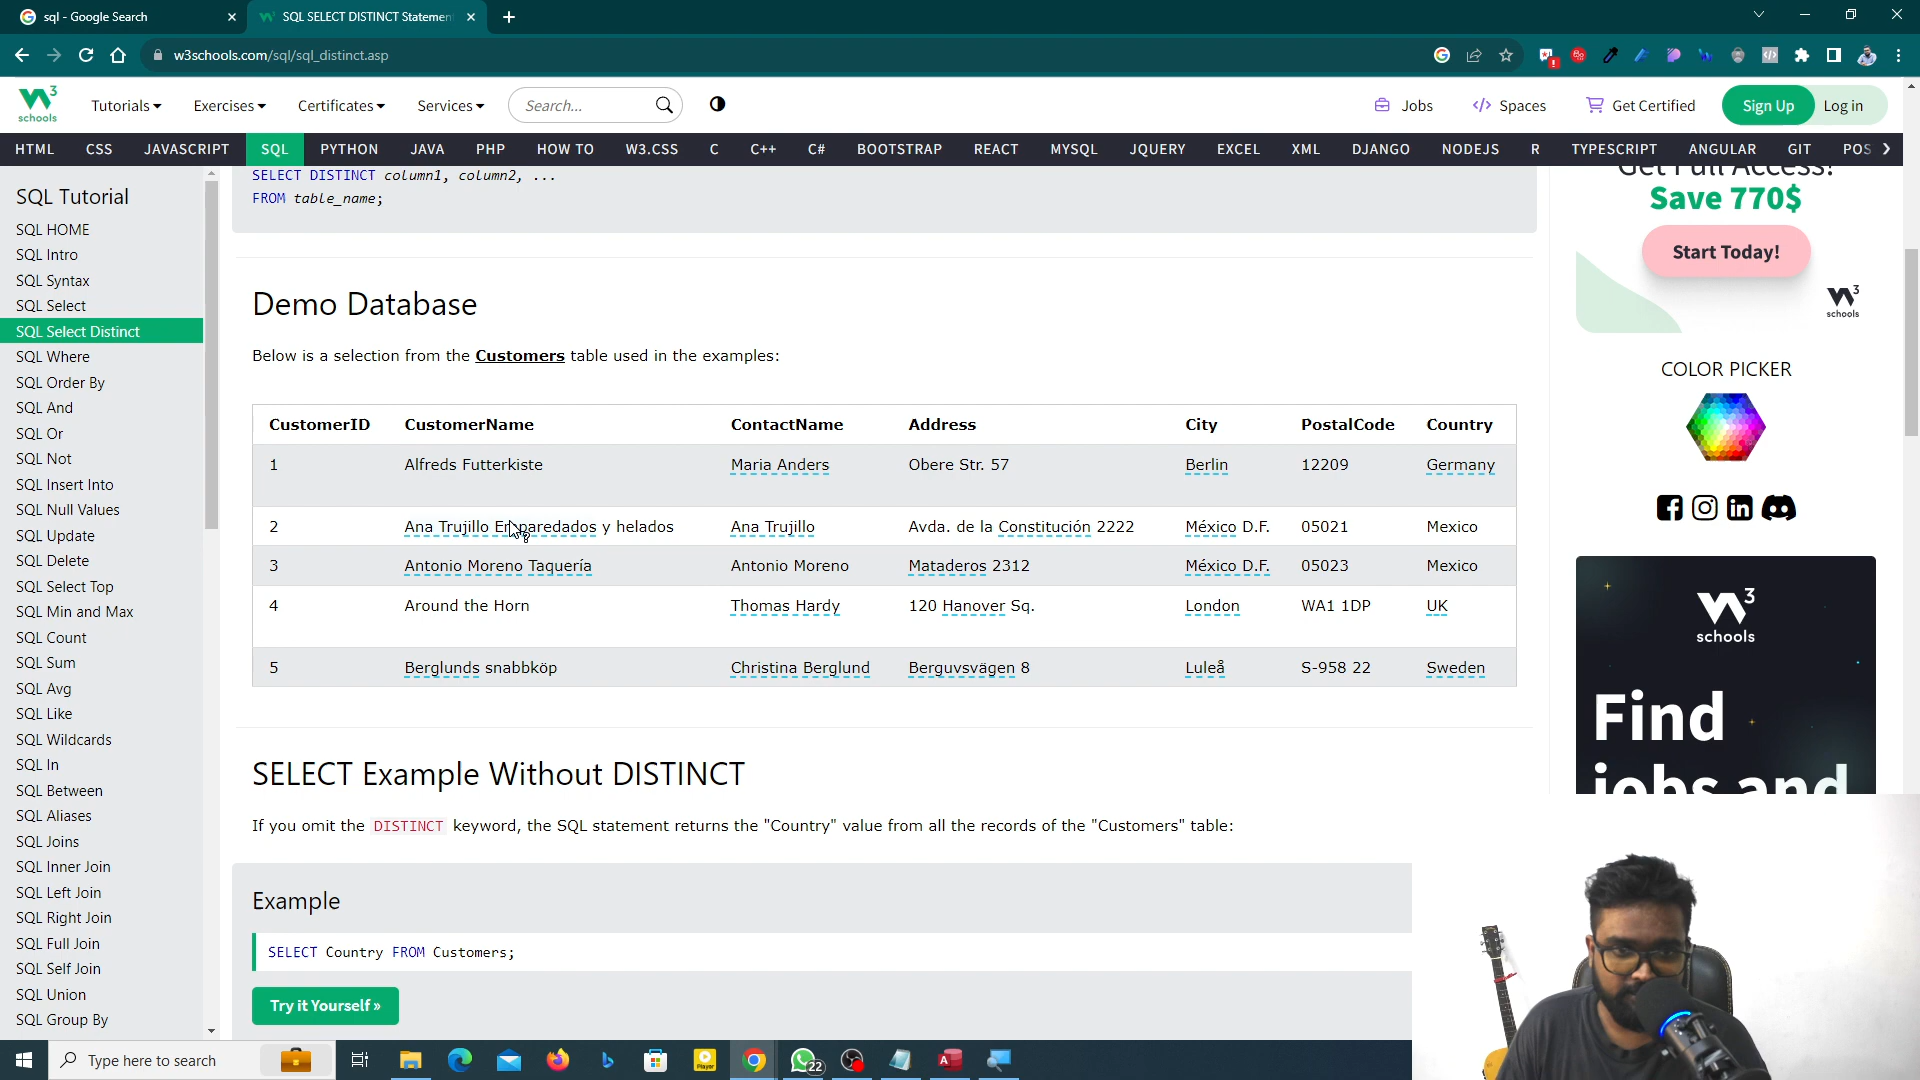 sql - Google Search
SQL SELECT DISTINCT Statement
w3schools.com/sql/sql_distinct.asp
3
schools
Tutorials
Exercises
Certificates
Services
Search...
Jobs
Spaces
Get Certified
Sign Up
Log in
HTML CSS JAVASCRIPT SQL PYTHON JAVA PHP HOW TO W3.CSS C C++ C# BOOTSTRAP REACT MYSQL JQUERY EXCEL XML DJANGO NODEJS R TYPESCRIPT ANGULAR GIT POS
SQL Tutorial
SQL HOME
SQL Intro
SQL Syntax
SQL Select
SQL Select Distinct
SQL Where
SQL Order By
SQL And
SQL Or
SQL Not
SQL Insert Into
SQL Null Values
SQL Update
SQL Delete
SQL Select Top
SQL Min and Max
SQL Count
SQL Sum
SQL Avg
SQL Like
SQL Wildcards
SQL In
SQL Between
SQL Aliases
SQL Joins
SQL Inner Join
SQL Left Join
SQL Right Join
SQL Full Join
SQL Self Join
SQL Union
SQL Group By
SELECT DISTINCT column1, column2, ...
FROM table_name;
Demo Database
Below is a selection from the Customers table used in the examples:
CustomerID CustomerName ContactName Address City PostalCode Country
1 Alfreds Futterkiste Maria Anders Obere Str. 57 Berlin 12209 Germany
2 Ana Trujillo Emparedados y helados Ana Trujillo Avda. de la Constitución 2222 México D.F. 05021 Mexico
3 Antonio Moreno Taquería Antonio Moreno Mataderos 2312 México D.F. 05023 Mexico
4 Around the Horn Thomas Hardy 120 Hanover Sq. London WA1 1DP UK
5 Berglunds snabbköp Christina Berglund Berguvsvägen 8 Luleå S-958 22 Sweden
SELECT Example Without DISTINCT
If you omit the DISTINCT keyword, the SQL statement returns the "Country" value from all the records of the "Customers" table:
Example
SELECT Country FROM Customers;
Try it Yourself »
Get Full Access!
Save 770$
Start Today!
3
schools
COLOR PICKER
3
schools
Find
jobs and
Type here to search
Player
22